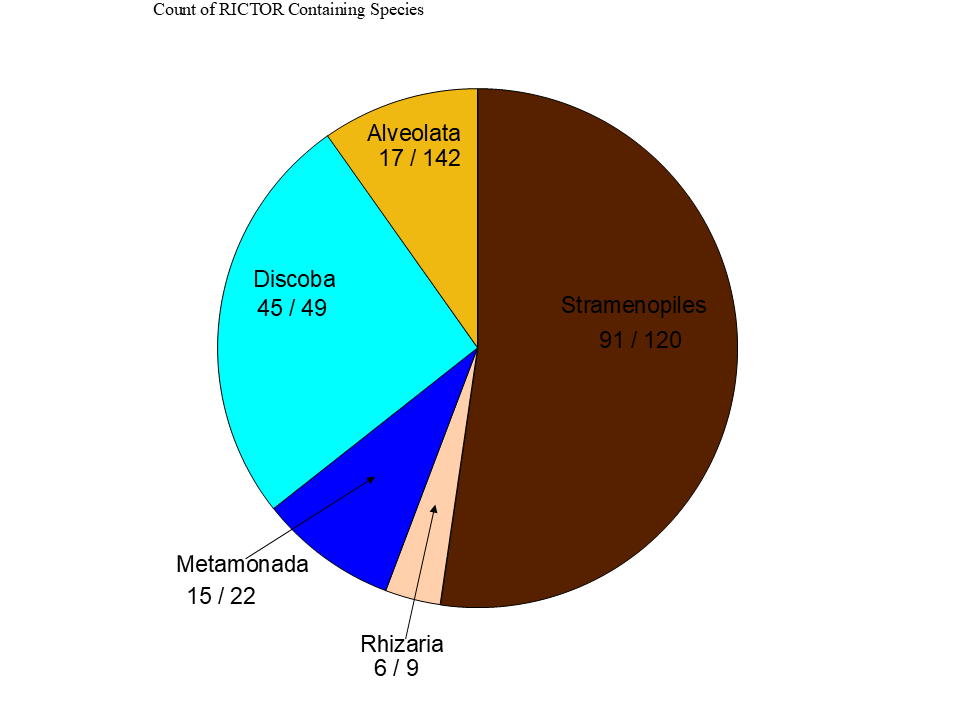 Count of RICTOR Containing Species
Alveolata
17 / 142
Discoba
45 / 49
Stramenopiles
91 / 120
Metamonada
15 / 22
Rhizaria
6 / 9